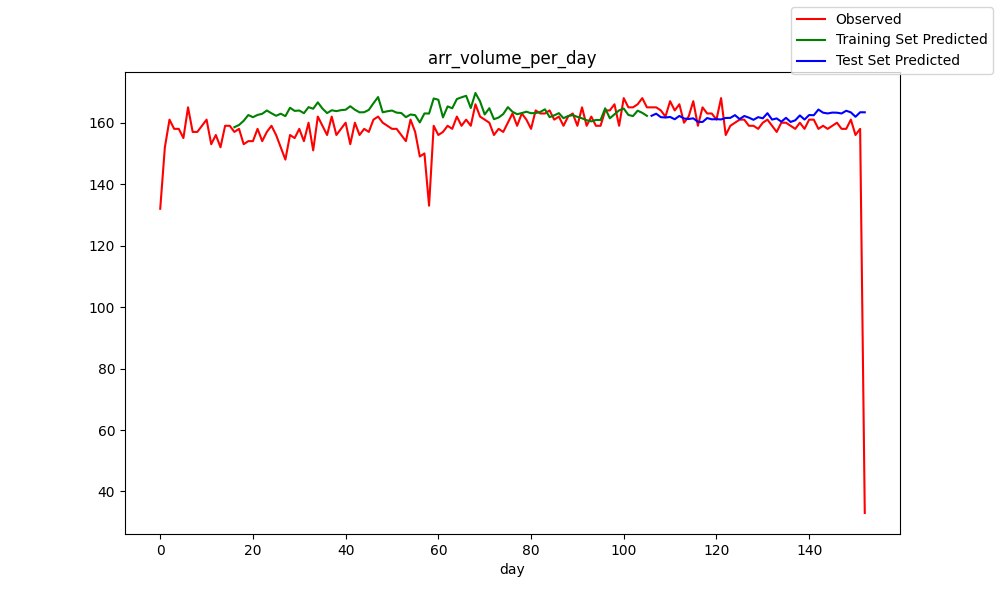 Observed
Training Set Predicted
Test Set Predicted
arr_volume_per_day
160
140
120
100
80
60
40
0 20 40 60 80 100 120 140
day